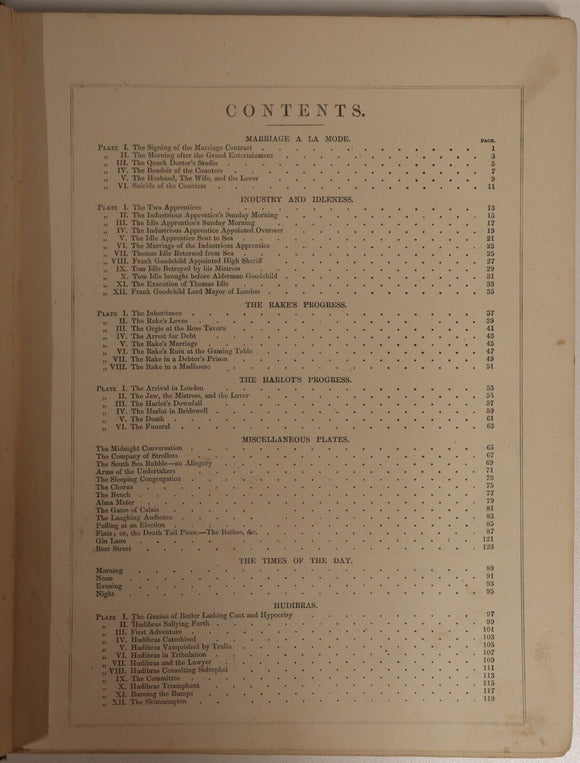 CONTENTS.
MARRIAGE A LA MODE.
PAGE.
PLATE I. The Signing of the Marriage Contract 1
„ II. The Morning after the Grand Entertainment 3
„ III. The Quack Doctor's Studio 5
„ IV. The Boudoir of the Countess 7
„ V. The Husband, The Wife, and the Lover 9
„ VI. Suicide of the Countess 11
INDUSTRY AND IDLENESS.
PLATE I. The Two Apprentices 13
„ II. The Industrious Apprentice's Sunday Morning 15
„ III. The Idle Apprentice's Sunday Morning 17
„ IV. The Industrious Apprentice Appointed Overseer 19
„ V. The Idle Apprentice Sent to Sea 21
„ VI. The Marriage of the Industrious Apprentice 23
„ VII. Thomas Idle Returned from Sea 25
„ VIII. Frank Goodchild Appointed High Sheriff 27
„ IX. Tom Idle Betrayed by his Mistress 29
„ X. Tom Idle brought before Alderman Goodchild 31
„ XI. The Execution of Thomas Idle 33
„ XII. Frank Goodchild Lord Mayor of London 35
THE RAKE'S PROGRESS.
PLATE I. The Inheritance 37
„ II. The Rake's Levee 39
„ III. The Orgie at the Rose Tavern 41
„ IV. The Arrest for Debt 43
„ V. The Rake's Marriage 45
„ VI. The Rake's Ruin at the Gaming Table 47
„ VII. The Rake in a Debtor's Prison 49
„ VIII. The Rake in a Madhouse 51
THE HARLOT'S PROGRESS.
PLATE I. The Arrival in London 53
„ II. The Jew, the Mistress, and the Lover 55
„ III. The Harlot's Downfall 57
„ IV. The Harlot in Bridewell 59
„ V. The Death 61
„ VI. The Funeral 63
MISCELLANEOUS PLATES.
The Midnight Conversation 65
The Company of Strollers 67
The South Sea Bubble—an Allegory 69
Arms of the Undertakers 71
The Sleeping Congregation 73
The Chorus 75
The Bench 77
Alma Mater 79
The Gates of Calais 81
The Laughing Audience 83
Polling at an Election 85
Finis; or, the Death Tail Piece.—The Bathos, &c. 87
Gin Lane 121
Beer Street 123
THE TIMES OF THE DAY.
Morning 89
Noon 91
Evening 93
Night 95
HUDIBRAS.
PLATE I. The Genius of Butler Lashing Cant and Hypocrisy 97
„ II. Hudibras Sallying Forth 99
„ III. First Adventure 101
„ IV. Hudibras Catechised 103
„ V. Hudibras Vanquished by Trulla 105
„ VI. Hudibras in Tribulation 107
„ VII. Hudibras and the Lawyer 109
„ VIII. Hudibras Consulting Sidrophel 111
„ IX. The Committee 113
„ X. Hudibras Triumphant 115
„ XI. Burning the Rumps 117
„ XII. The Skimmington 119